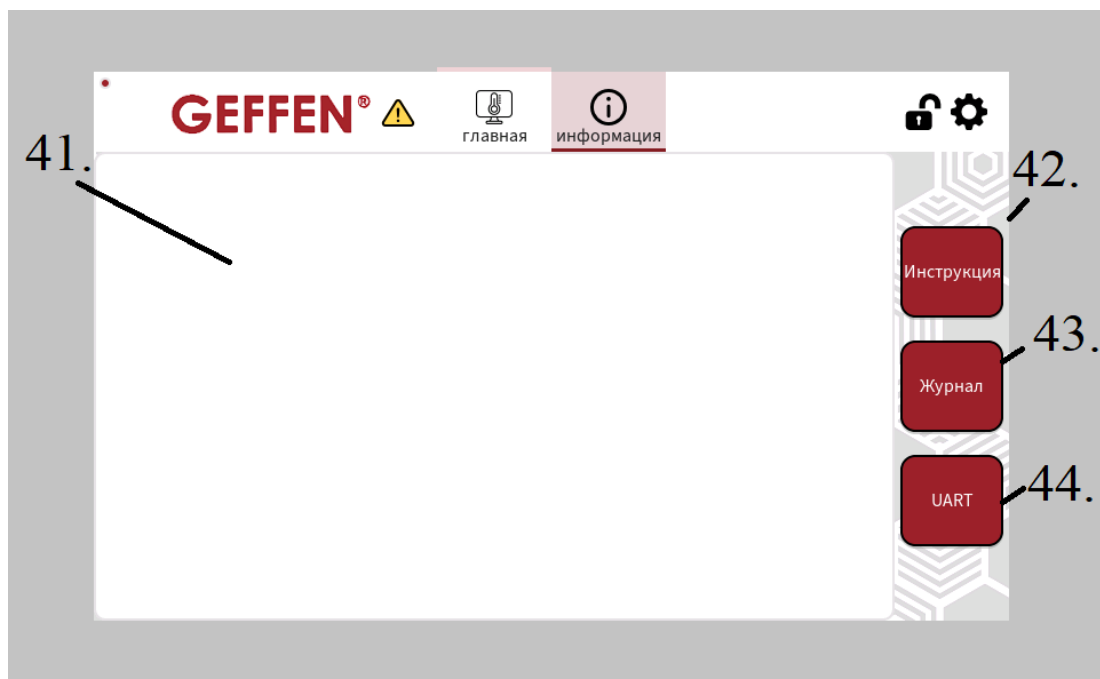 GEFFEN®
главная
информация
41.
42.
Инструкция
43.
Журнал
44.
UART